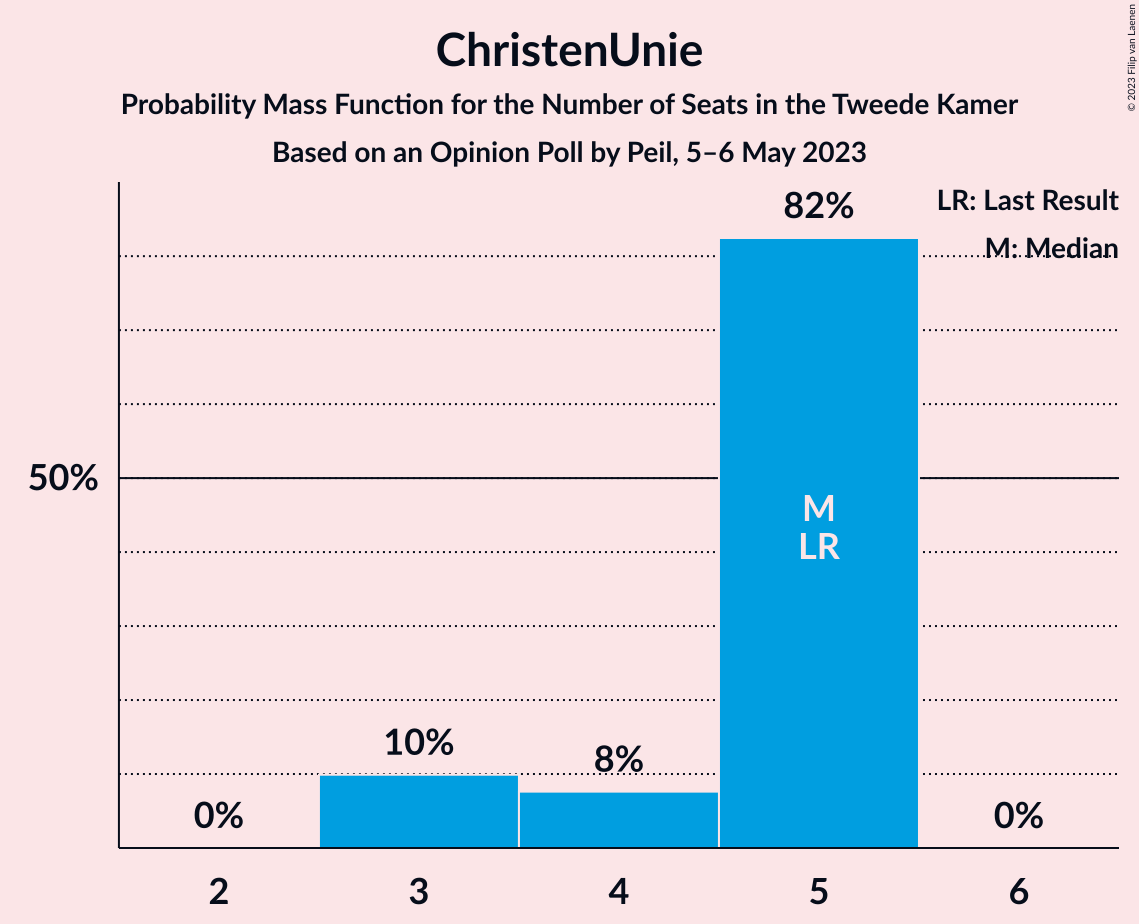 © 2023 Filip van Laenen
ChristenUnie
Probability Mass Function for the Number of Seats in the Tweede Kamer
Based on an Opinion Poll by Peil, 5–6 May 2023
LR: Last Result
M: Median
82%
50%
M
LR
10%
8%
0%
0%
2 3 4 5 6